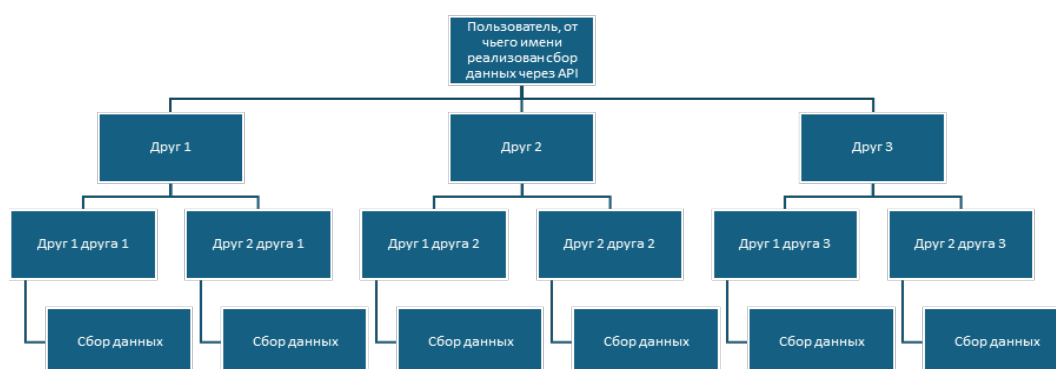 Пользователь, от
чьего имени
реализован сбор
данных через API
Друг 1
Друг 2
Друг 3
Друг 1 друга 1
Друг 2 друга 1
Друг 1 друга 2
Друг 2 друга 2
Друг 1 друга 3
Друг 2 друга 3
Сбор данных
Сбор данных
Сбор данных
Сбор данных
Сбор данных
Сбор данных